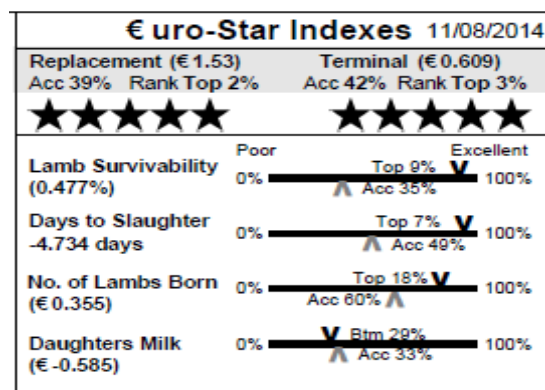 € uro-Star Indexes 11/08/2014
Replacement (€1.53) Terminal (€0.609)
Acc 39% Rank Top 2% Acc 42% Rank Top 3%
Poor Excellent
Lamb Survivability Top 9%
(0.477%) 0% 100%
Acc 35%
Days to Slaughter Top 7%
-4.734 days 0% 100%
Acc 49%
No. of Lambs Born Top 18%
(€0.355) 0% 100%
Acc 60%
Daughters Milk Btm 29%
(€-0.585) 0% 100%
Acc 33%